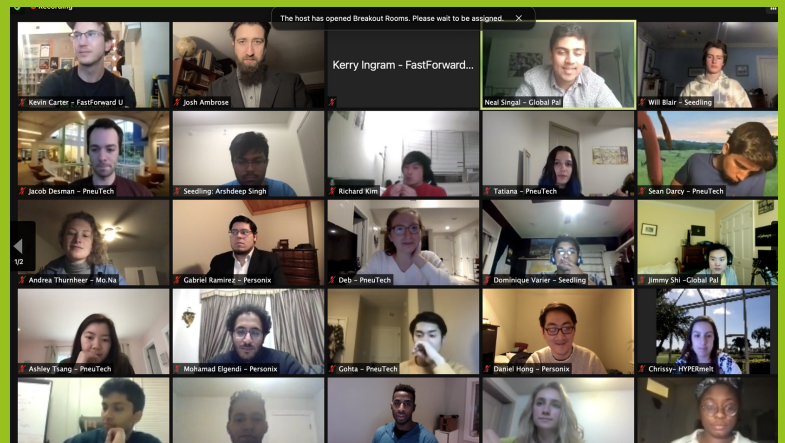 Recording
The host has opened Breakout Rooms. Please wait to be assigned.
Kevin Carter - FastForward U
Josh Ambrose
Kerry Ingram - FastForward...
Neal Singal - Global Pal
Will Blair - Seedling
Jacob Desman - PneuTech
Seedling: Arshdeep Singh
Richard Kim
Tatiana - PneuTech
Sean Darcy - PneuTech
1/2
Andrea Thurnheer - Mo.Na
Gabriel Ramirez - Personix
Deb - PneuTech
Dominique Varier - Seedling
Jimmy Shi -Global Pal
Ashley Tsang - PneuTech
Mohamad Elgendi - Personix
Gohta - PneuTech
Daniel Hong - Personix
Chrissy- HYPERmelt